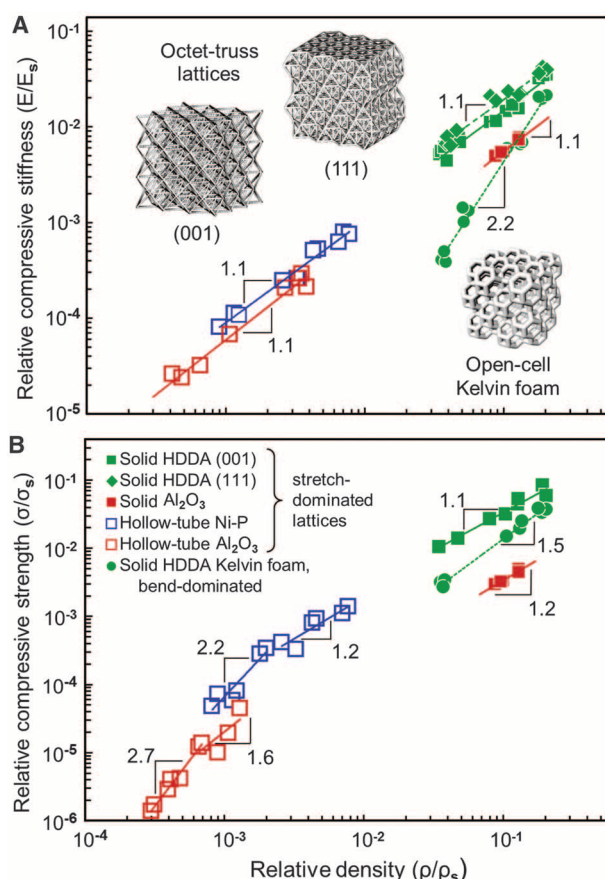 A
Relative compressive stiffness (E/Eₛ)
10⁻¹
10⁻²
10⁻³
10⁻⁴
10⁻⁵
Octet-truss
lattices
(001)
(111)
1.1
1.1
1.1
1.1
2.2
Open-cell
Kelvin foam
B
Relative compressive strength (σ/σₛ)
10⁻¹
10⁻²
10⁻³
10⁻⁴
10⁻⁵
10⁻⁶
Solid HDDA (001)
Solid HDDA (111)
Solid Al₂O₃
Hollow-tube Ni-P
Hollow-tube Al₂O₃
Solid HDDA Kelvin foam,
bend-dominated
stretch-
dominated
lattices
1.1
1.5
1.2
2.2
1.2
2.7
1.6
10⁻⁴
10⁻³
10⁻²
10⁻¹
Relative density (ρ/ρₛ)